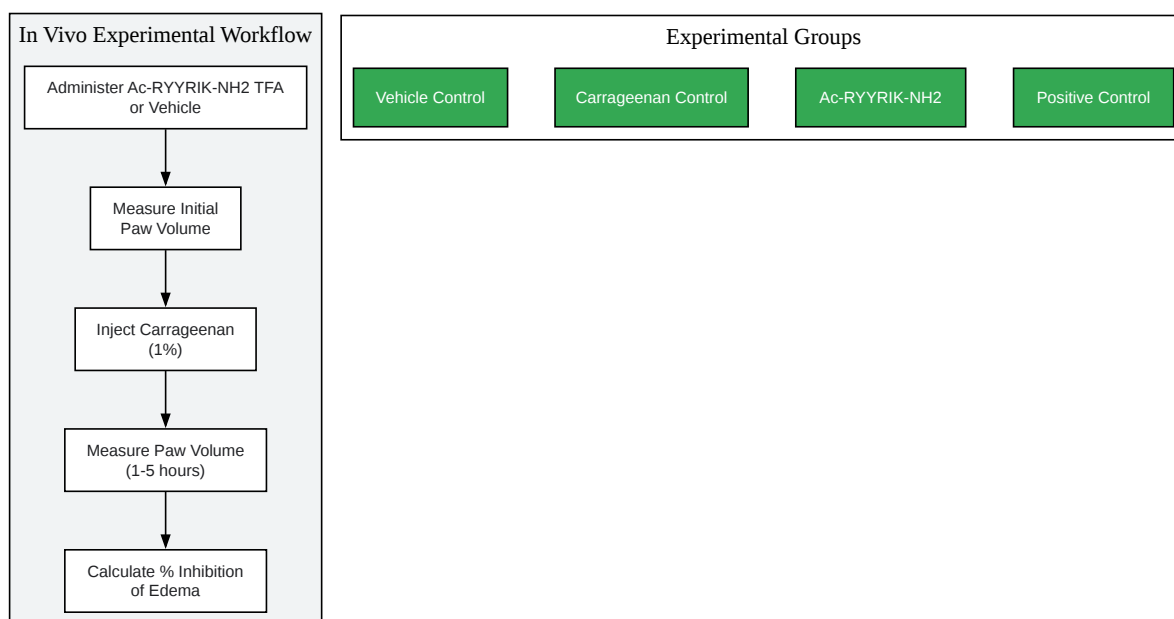 In Vivo Experimental Workflow
Administer Ac-RYYRIK-NH2 TFA
or Vehicle
Measure Initial
Paw Volume
Inject Carrageenan
(1%)
Measure Paw Volume
(1-5 hours)
Calculate % Inhibition
of Edema
Experimental Groups
Vehicle Control
Carrageenan Control
Ac-RYYRIK-NH2
Positive Control